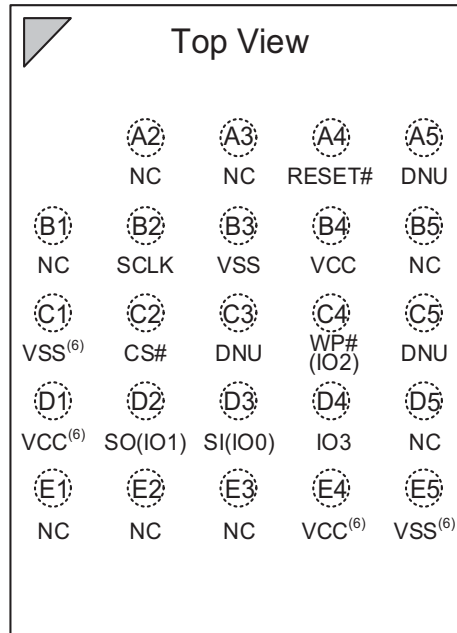 Top View
A2 A3 A4 A5
NC NC RESET# DNU
B1 B2 B3 B4 B5
NC SCLK VSS VCC NC
C1 C2 C3 C4 C5
VSS(6) CS# DNU WP# (IO2) DNU
D1 D2 D3 D4 D5
VCC(6) SO(IO1) SI(IO0) IO3 NC
E1 E2 E3 E4 E5
NC NC NC VCC(6) VSS(6)